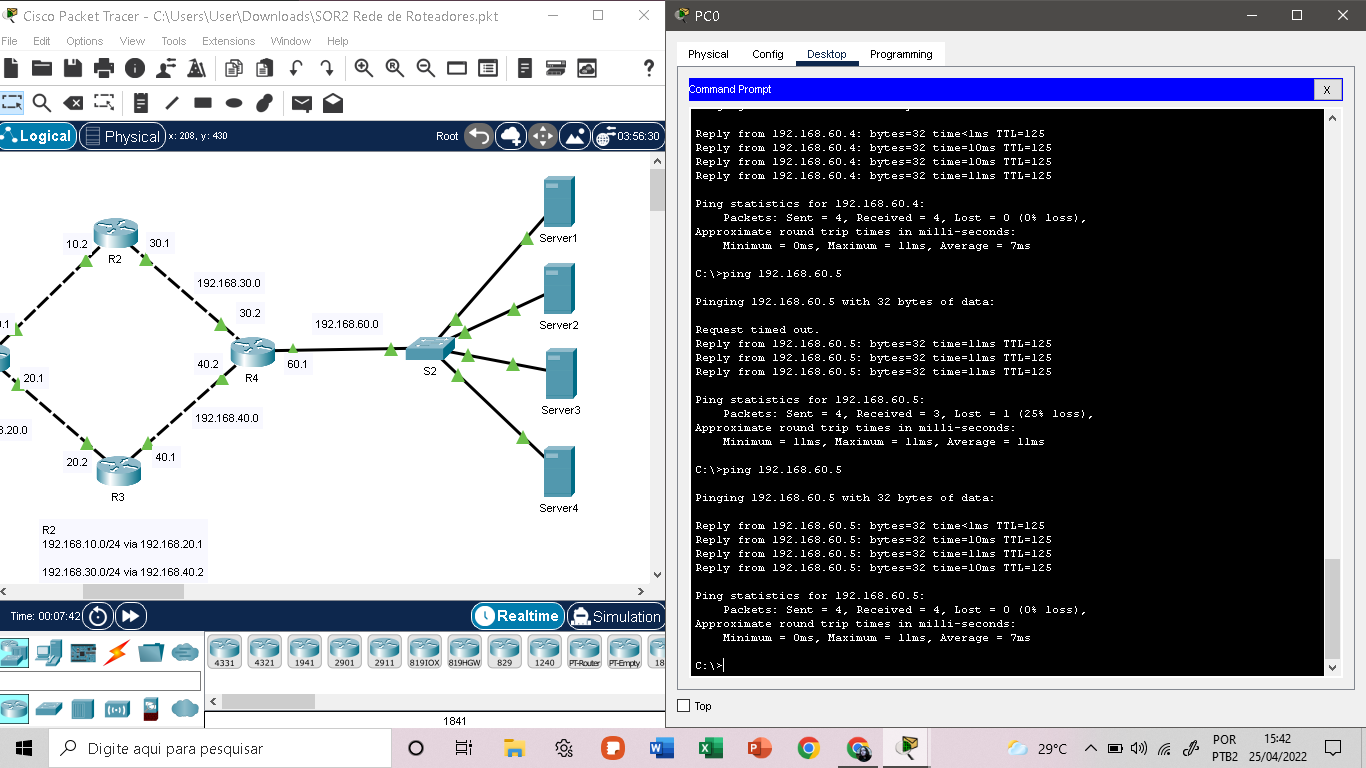 Cisco Packet Tracer - C:\Users\User\Downloads\SOR2 Rede de Roteadores.pkt
File Edit Options View Tools Extensions Window Help
Logical Physical x: 208, y: 430 Root 03:56:30
R2
10.2
30.1
192.168.30.0
30.2
192.168.60.0
0.1
40.2
60.1
R4
20.1
192.168.40.0
8.20.0
20.2
40.1
R3
S2
Server1
Server2
Server3
Server4
R2
192.168.10.0/24 via 192.168.20.1
192.168.30.0/24 via 192.168.40.2
Time: 00:07:42 Realtime Simulation
4331 4321 1941 2901 2911 819IOX 819HGW 829 1240 PT-Router PT-Empty 18
1841
PC0
Physical Config Desktop Programming
Command Prompt X
Reply from 192.168.60.4: bytes=32 time<1ms TTL=125
Reply from 192.168.60.4: bytes=32 time=10ms TTL=125
Reply from 192.168.60.4: bytes=32 time=10ms TTL=125
Reply from 192.168.60.4: bytes=32 time=11ms TTL=125
Ping statistics for 192.168.60.4:
Packets: Sent = 4, Received = 4, Lost = 0 (0% loss),
Approximate round trip times in milli-seconds:
Minimum = 0ms, Maximum = 11ms, Average = 7ms
C:\>ping 192.168.60.5
Pinging 192.168.60.5 with 32 bytes of data:
Request timed out.
Reply from 192.168.60.5: bytes=32 time=11ms TTL=125
Reply from 192.168.60.5: bytes=32 time=11ms TTL=125
Reply from 192.168.60.5: bytes=32 time=11ms TTL=125
Ping statistics for 192.168.60.5:
Packets: Sent = 4, Received = 3, Lost = 1 (25% loss),
Approximate round trip times in milli-seconds:
Minimum = 11ms, Maximum = 11ms, Average = 11ms
C:\>ping 192.168.60.5
Pinging 192.168.60.5 with 32 bytes of data:
Reply from 192.168.60.5: bytes=32 time<1ms TTL=125
Reply from 192.168.60.5: bytes=32 time=10ms TTL=125
Reply from 192.168.60.5: bytes=32 time=11ms TTL=125
Reply from 192.168.60.5: bytes=32 time=10ms TTL=125
Ping statistics for 192.168.60.5:
Packets: Sent = 4, Received = 4, Lost = 0 (0% loss),
Approximate round trip times in milli-seconds:
Minimum = 0ms, Maximum = 11ms, Average = 7ms
C:\>
Top
Digite aqui para pesquisar
29°C
POR
PTB2
15:42
25/04/2022